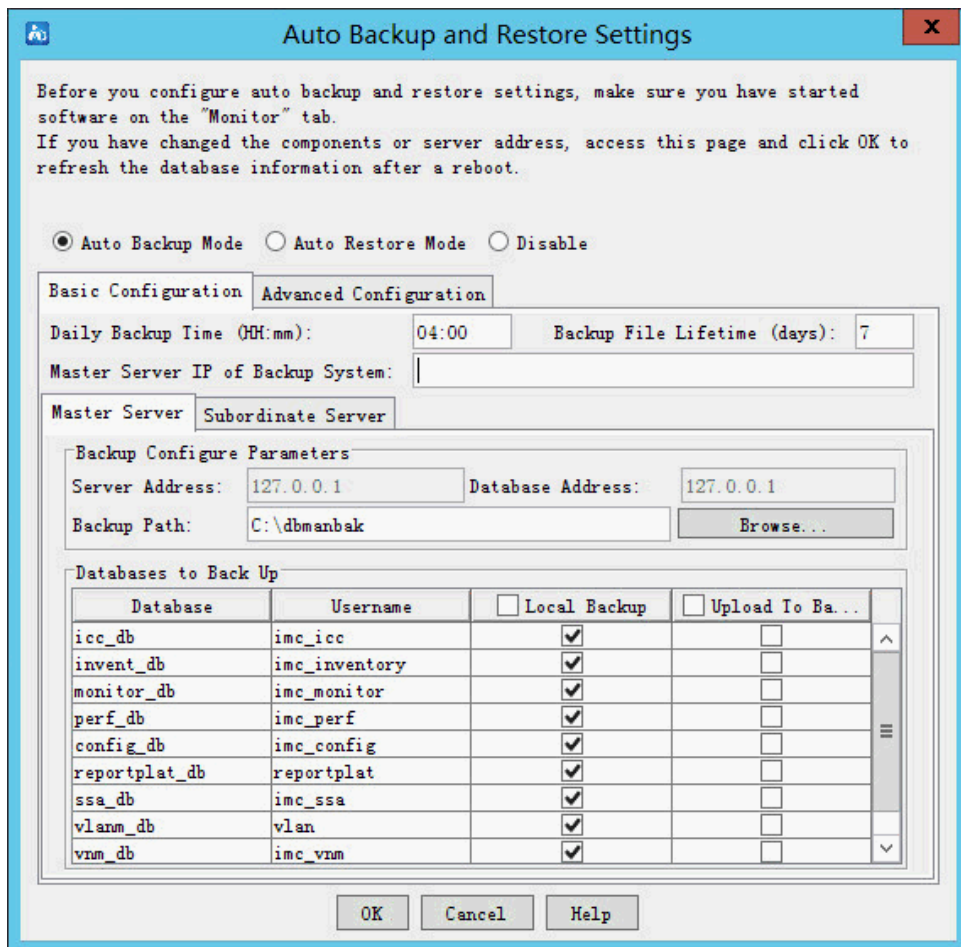 Auto Backup and Restore Settings
X
Before you configure auto backup and restore settings, make sure you have started
software on the "Monitor" tab.
If you have changed the components or server address, access this page and click OK to
refresh the database information after a reboot.
Auto Backup Mode Auto Restore Mode Disable
Basic Configuration Advanced Configuration
Daily Backup Time (HH:mm): 04:00 Backup File Lifetime (days): 7
Master Server IP of Backup System:
Master Server Subordinate Server
Backup Configure Parameters
Server Address: 127.0.0.1 Database Address: 127.0.0.1
Backup Path: C:\dbmanbak Browse...
Databases to Back Up
Database Username Local Backup Upload To Ba...
icc_db imc_icc
invent_db imc_inventory
monitor_db imc_monitor
perf_db imc_perf
config_db imc_config
reportplat_db reportplat
ssa_db imc_ssa
vlanm_db vlan
vnm_db imc_vnm
OK Cancel Help